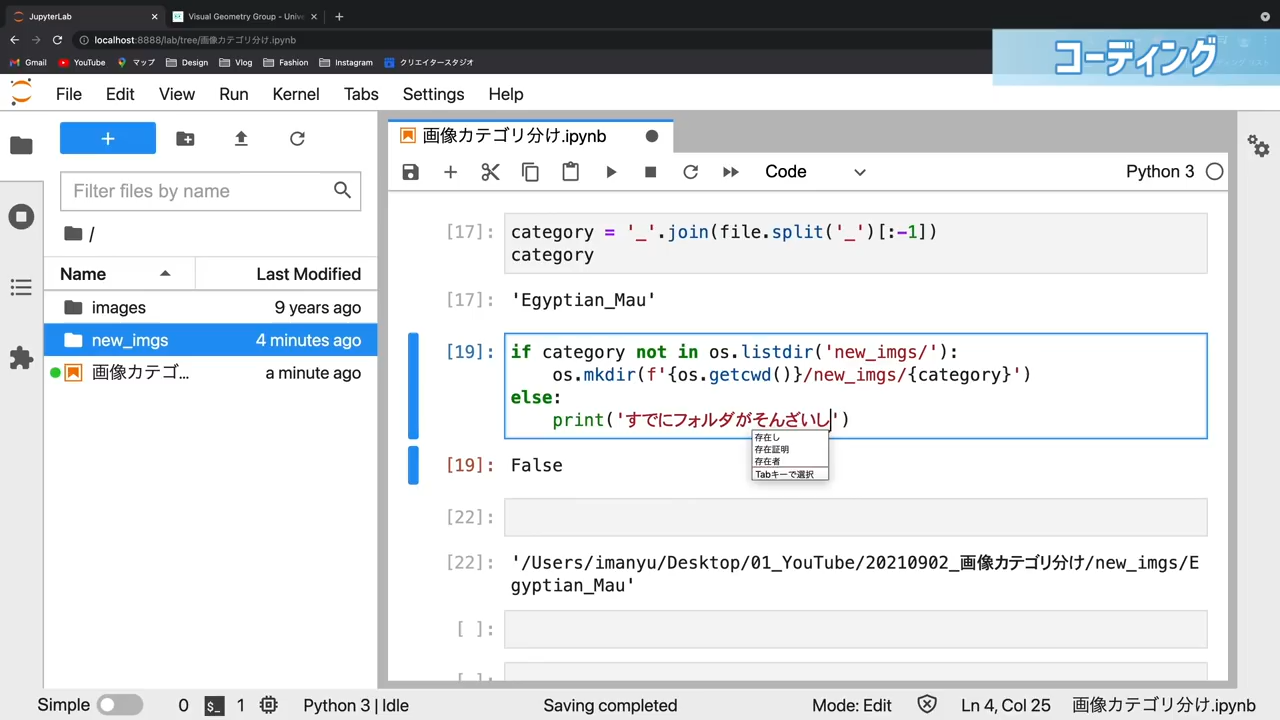 JupyterLab
Visual Geometry Group - Unive
localhost:8888/lab/tree/画像カテゴリ分け.ipynb
Gmail
YouTube
マップ
Design
Vlog
Fashion
Instagram
クリエイタースタジオ
コーディング
File Edit View Run Kernel Tabs Settings Help
Filter files by name
/
Name Last Modified
images 9 years ago
new_imgs 4 minutes ago
画像カテゴ... a minute ago
画像カテゴリ分け.ipynb
Code
Python 3
[17]: category = '_'.join(file.split('_')[:-1])
category
[17]: 'Egyptian_Mau'
[19]: if category not in os.listdir('new_imgs/'):
os.mkdir(f'{os.getcwd()}/new_imgs/{category}')
else:
print('すでにフォルダがそんざいし')
存在し
存在証明
存在者
Tabキーで選択
[19]: False
[22]:
[22]: '/Users/imanyu/Desktop/01_YouTube/20210902_画像カテゴリ分け/new_imgs/E
gyptian_Mau'
[ ]:
[ ]:
Simple 0 $_ 1 Python 3 | Idle Saving completed Mode: Edit Ln 4, Col 25 画像カテゴリ分け.ipynb